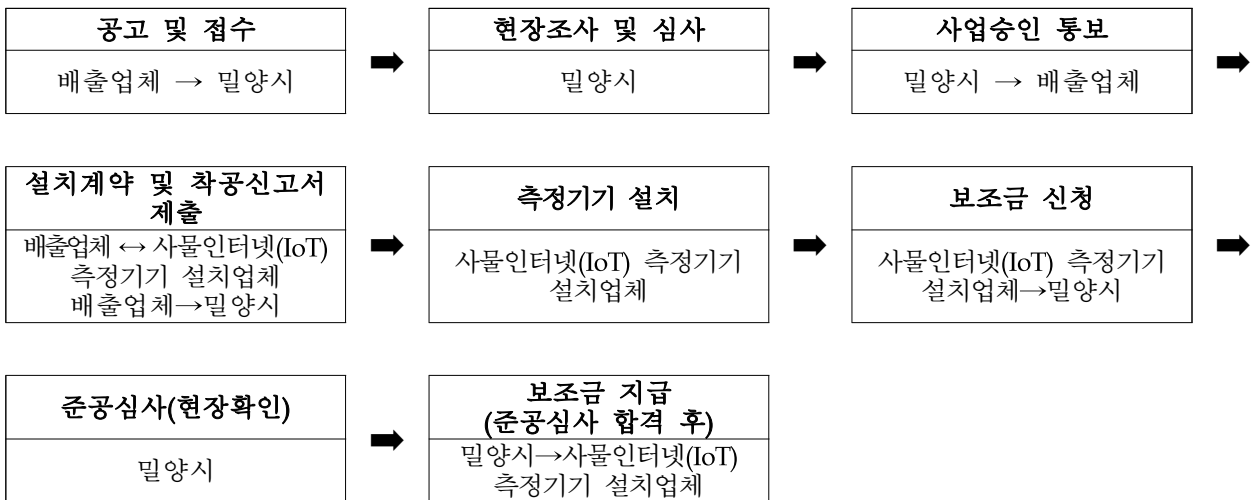 공고 및 접수
배출업체 → 밀양시
현장조사 및 심사
밀양시
사업승인 통보
밀양시 → 배출업체
설치계약 및 착공신고서
제출
배출업체 ↔ 사물인터넷(IoT)
측정기기 설치업체
배출업체→밀양시
측정기기 설치
사물인터넷(IoT) 측정기기
설치업체
보조금 신청
사물인터넷(IoT) 측정기기
설치업체→밀양시
준공심사(현장확인)
밀양시
보조금 지급
(준공심사 합격 후)
밀양시→사물인터넷(IoT)
측정기기 설치업체